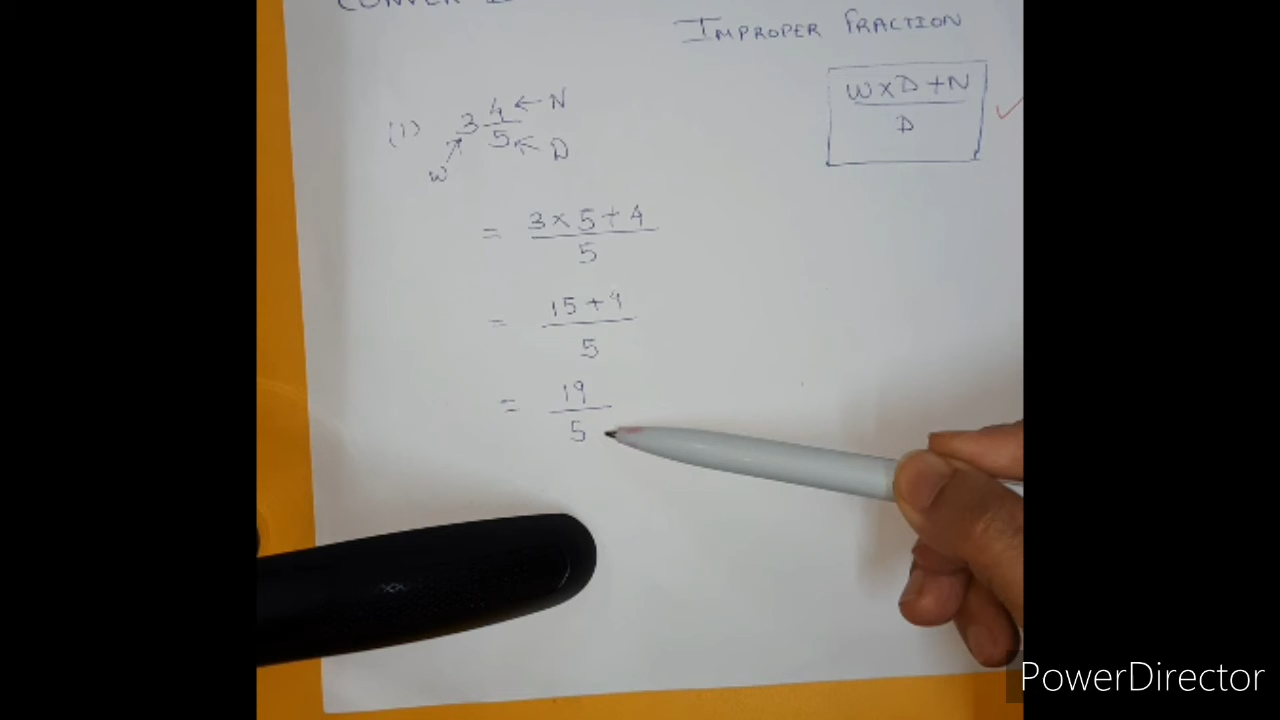 IMPROPER FRACTION
W×D+N
D
(1) 3 4/5 ← N
← D
W
= 3×5+4
5
= 15+4
5
= 19
5
PowerDirector